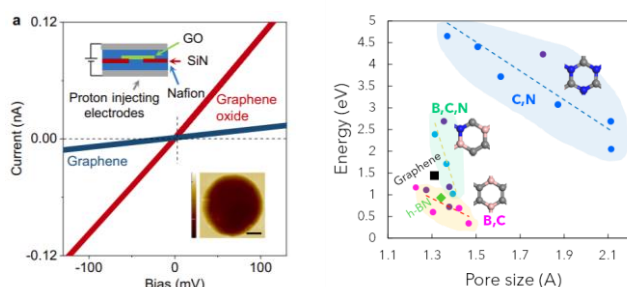 a
0.12
0.00
-0.12
Current (nA)
GO
SiN
Nafion
Proton injecting
electrodes
Graphene
oxide
Graphene
-100
0
100
Bias (mV)
5
4.5
4
3.5
3
2.5
2
1.5
1
0.5
0
Energy (eV)
B,C,N
C,N
Graphene
h-BN
B,C
1.1
1.3
1.5
1.7
1.9
2.1
Pore size (A)